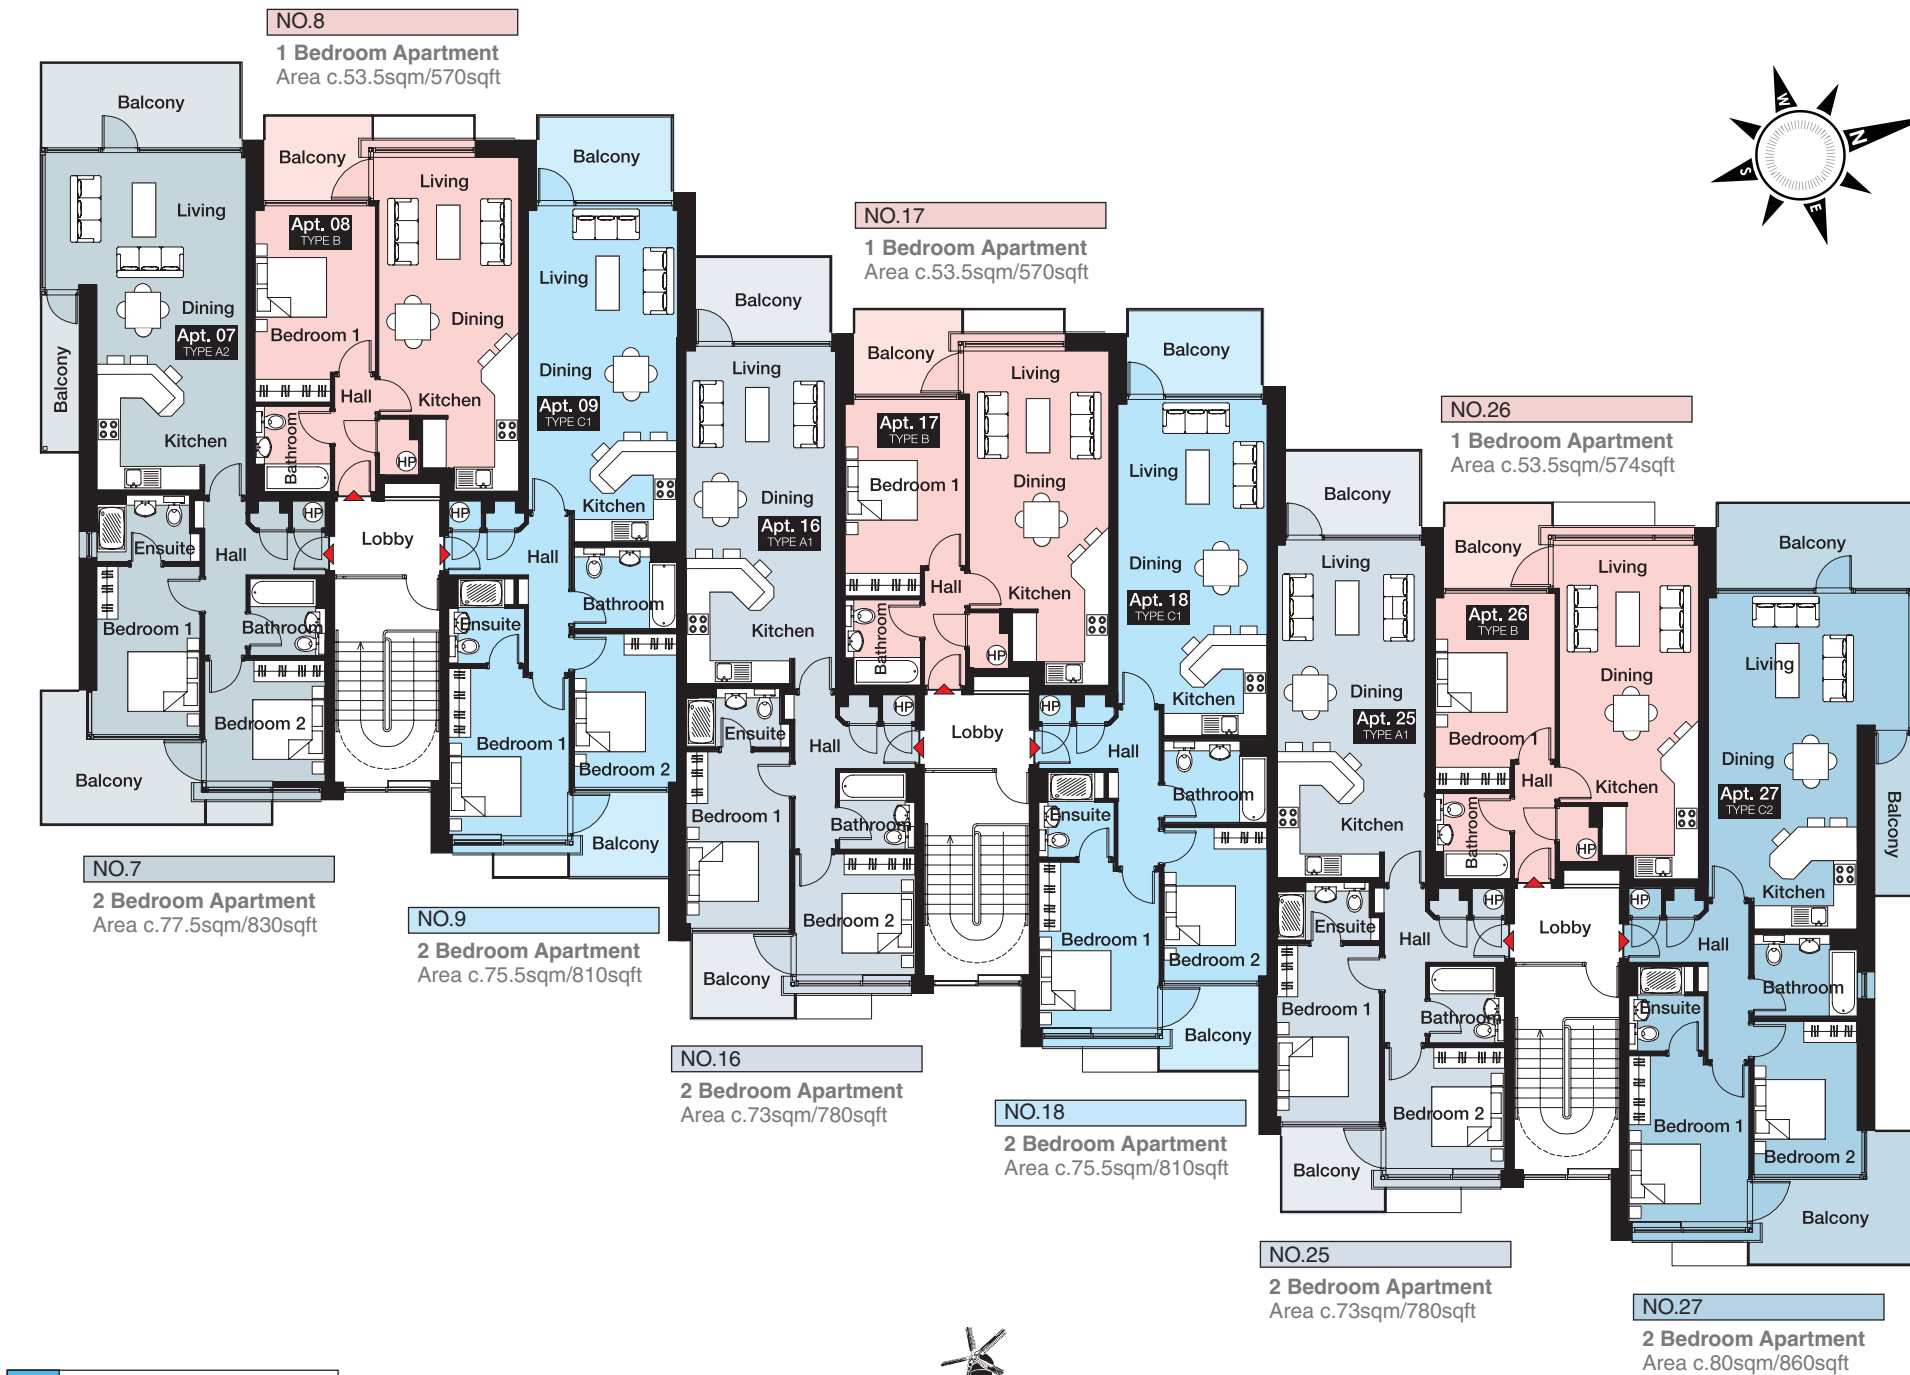 NO.8
1 Bedroom Apartment
Area c.53.5sqm/570sqft
Balcony
Living
Dining
Apt. 07
TYPE A2
Balcony
Kitchen
Ensuite
Hall
HP
Bedroom 1
Bathroom
Bedroom 2
Balcony
NO.7
2 Bedroom Apartment
Area c.77.5sqm/830sqft
Balcony
Living
Apt. 08
TYPE B
Bedroom 1
Dining
Hall
Kitchen
Bathroom
HP
Lobby
Balcony
Living
Dining
Apt. 09
TYPE C1
Kitchen
HP
Hall
Ensuite
Bathroom
Bedroom 1
Bedroom 2
Balcony
NO.9
2 Bedroom Apartment
Area c.75.5sqm/810sqft
NO.17
1 Bedroom Apartment
Area c.53.5sqm/570sqft
Balcony
Living
Dining
Apt. 16
TYPE A1
Kitchen
Ensuite
Hall
HP
Bedroom 1
Bathroom
Bedroom 2
Balcony
NO.16
2 Bedroom Apartment
Area c.73sqm/780sqft
Balcony
Living
Apt. 17
TYPE B
Bedroom 1
Dining
Hall
Kitchen
Bathroom
HP
Lobby
Balcony
Living
Dining
Apt. 18
TYPE C1
Kitchen
HP
Hall
Ensuite
Bathroom
Bedroom 1
Bedroom 2
Balcony
NO.18
2 Bedroom Apartment
Area c.75.5sqm/810sqft
W
N
S
E
NO.26
1 Bedroom Apartment
Area c.53.5sqm/574sqft
Balcony
Living
Dining
Apt. 25
TYPE A1
Kitchen
Ensuite
Hall
HP
Bedroom 1
Bathroom
Bedroom 2
Balcony
NO.25
2 Bedroom Apartment
Area c.73sqm/780sqft
Balcony
Living
Apt. 26
TYPE B
Dining
Bedroom 1
Hall
Kitchen
Bathroom
HP
Lobby
Balcony
Living
Dining
Apt. 27
TYPE C2
Balcony
Kitchen
HP
Hall
Ensuite
Bathroom
Bedroom 1
Bedroom 2
Balcony
NO.27
2 Bedroom Apartment
Area c.80sqm/860sqft